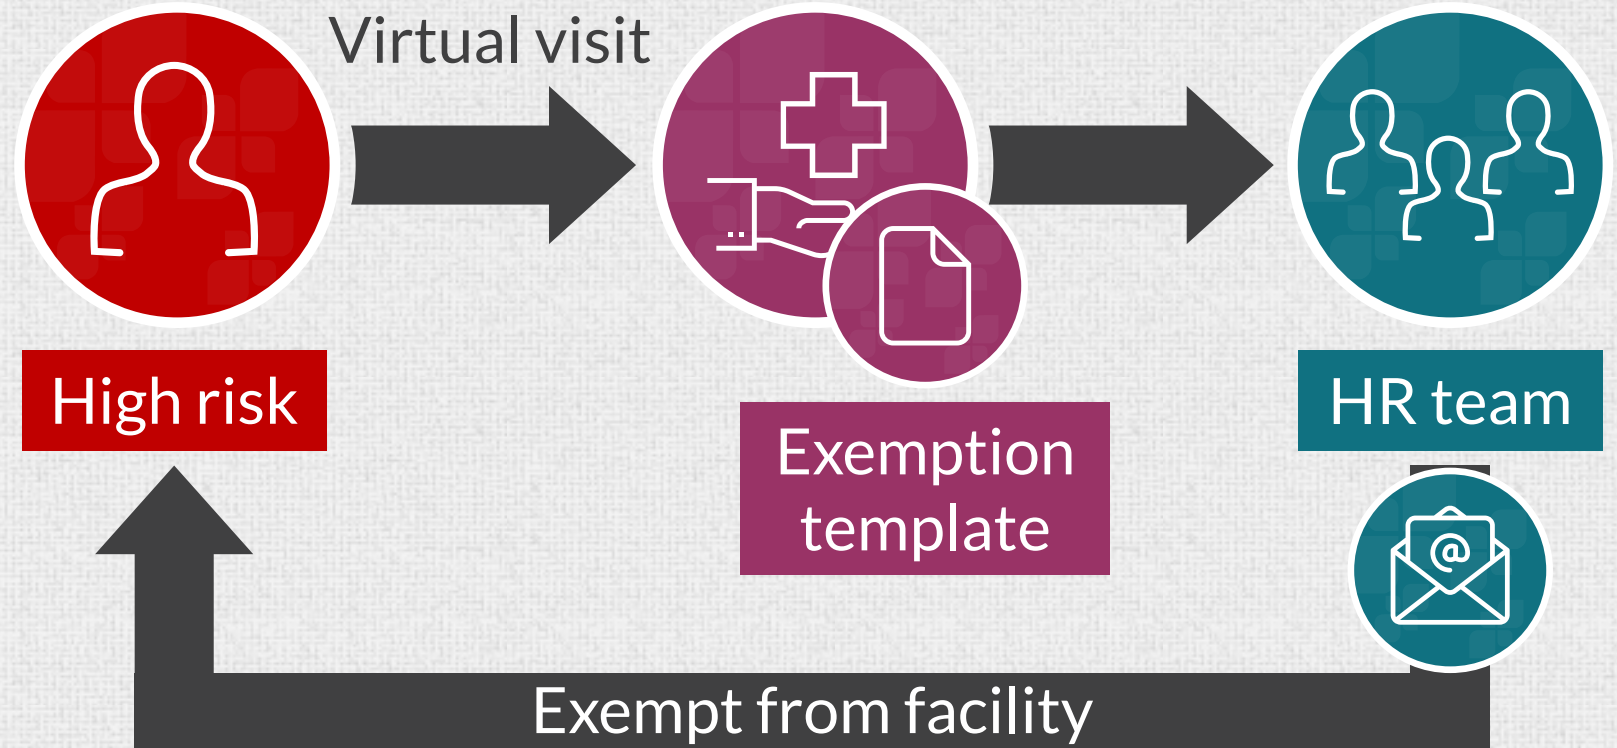 Virtual visit
High risk
Exemption
template
HR team
@
Exempt from facility